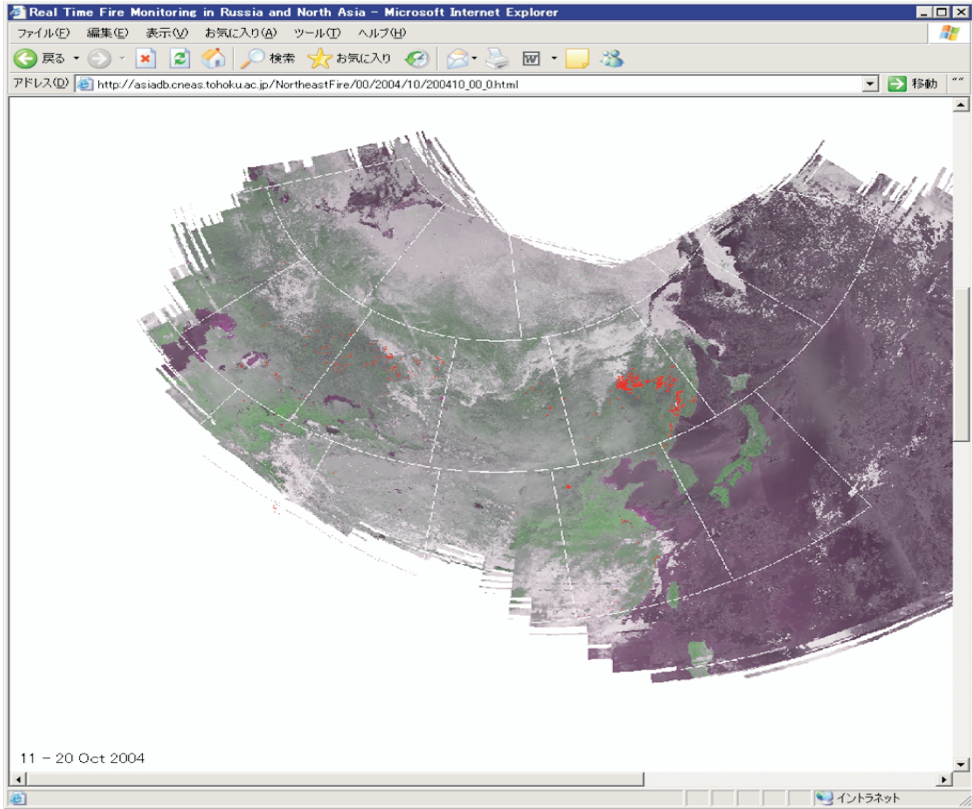 Real Time Fire Monitoring in Russia and North Asia - Microsoft Internet Explorer
ファイル(F) 編集(E) 表示(V) お気に入り(A) ツール(T) ヘルプ(H)
戻る 検索 お気に入り
アドレス(D) http://asiadb.cneas.tohoku.ac.jp/NortheastFire/00/2004/10/200410_00_0.html 移動
11 - 20 Oct 2004
イントラネット